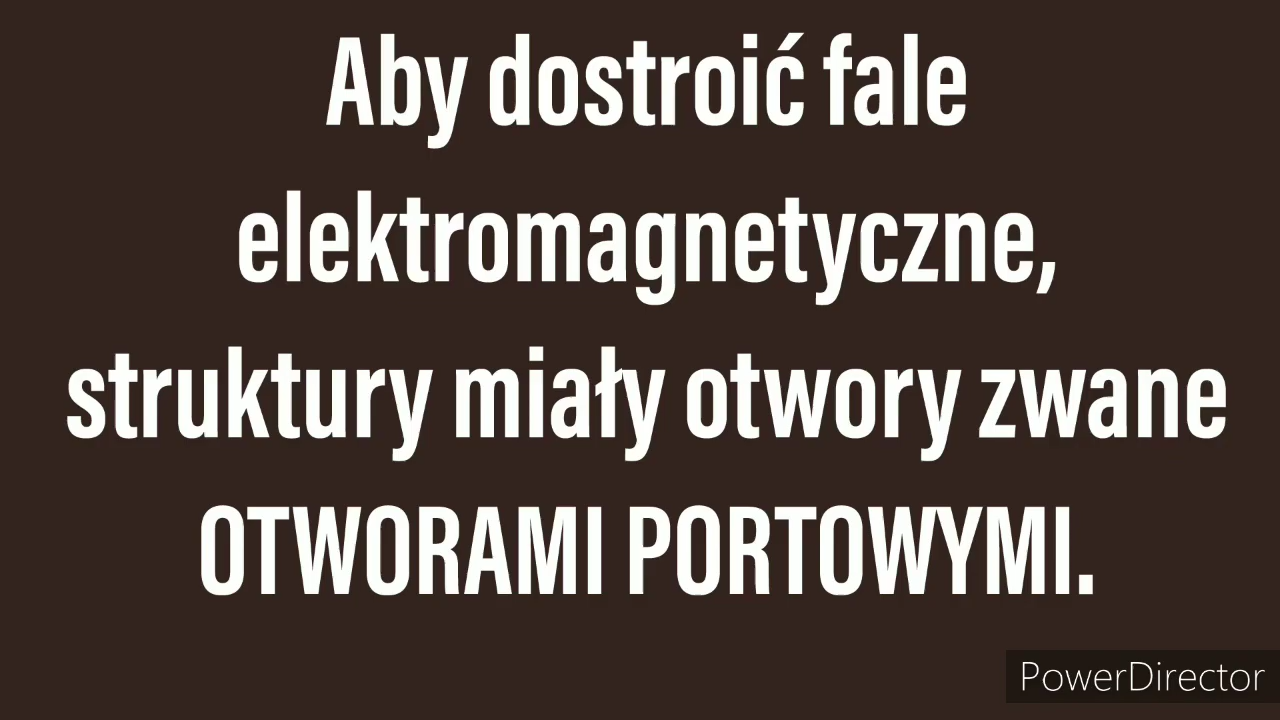 Aby dostroić fale
elektromagnetyczne,
struktury miały otwory zwane
OTWORAMI PORTOWYMI.
PowerDirector